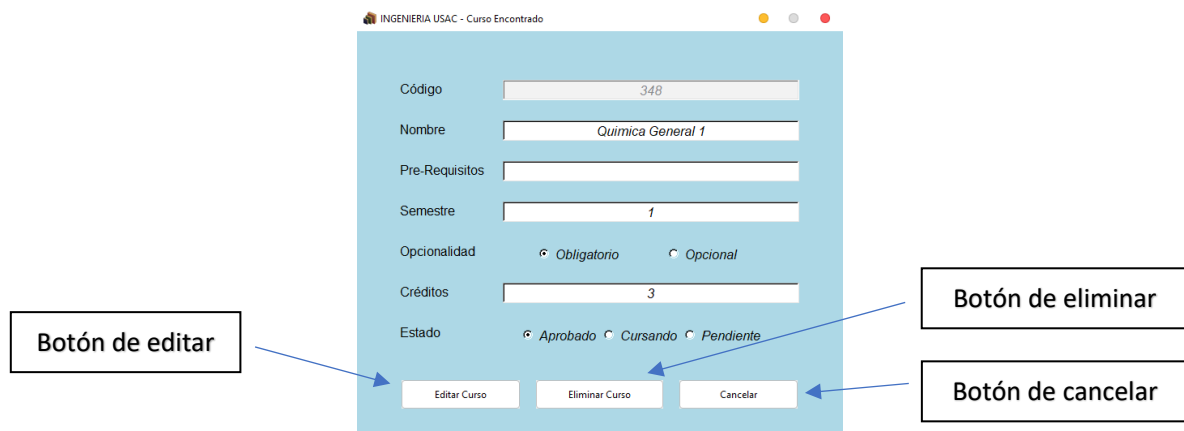 INGENIERIA USAC - Curso Encontrado
Código 348
Nombre Quimica General 1
Pre-Requisitos
Semestre 1
Opcionalidad Obligatorio Opcional
Créditos 3
Botón de eliminar
Estado Aprobado Cursando Pendiente
Botón de editar
Editar Curso Eliminar Curso Cancelar
Botón de cancelar